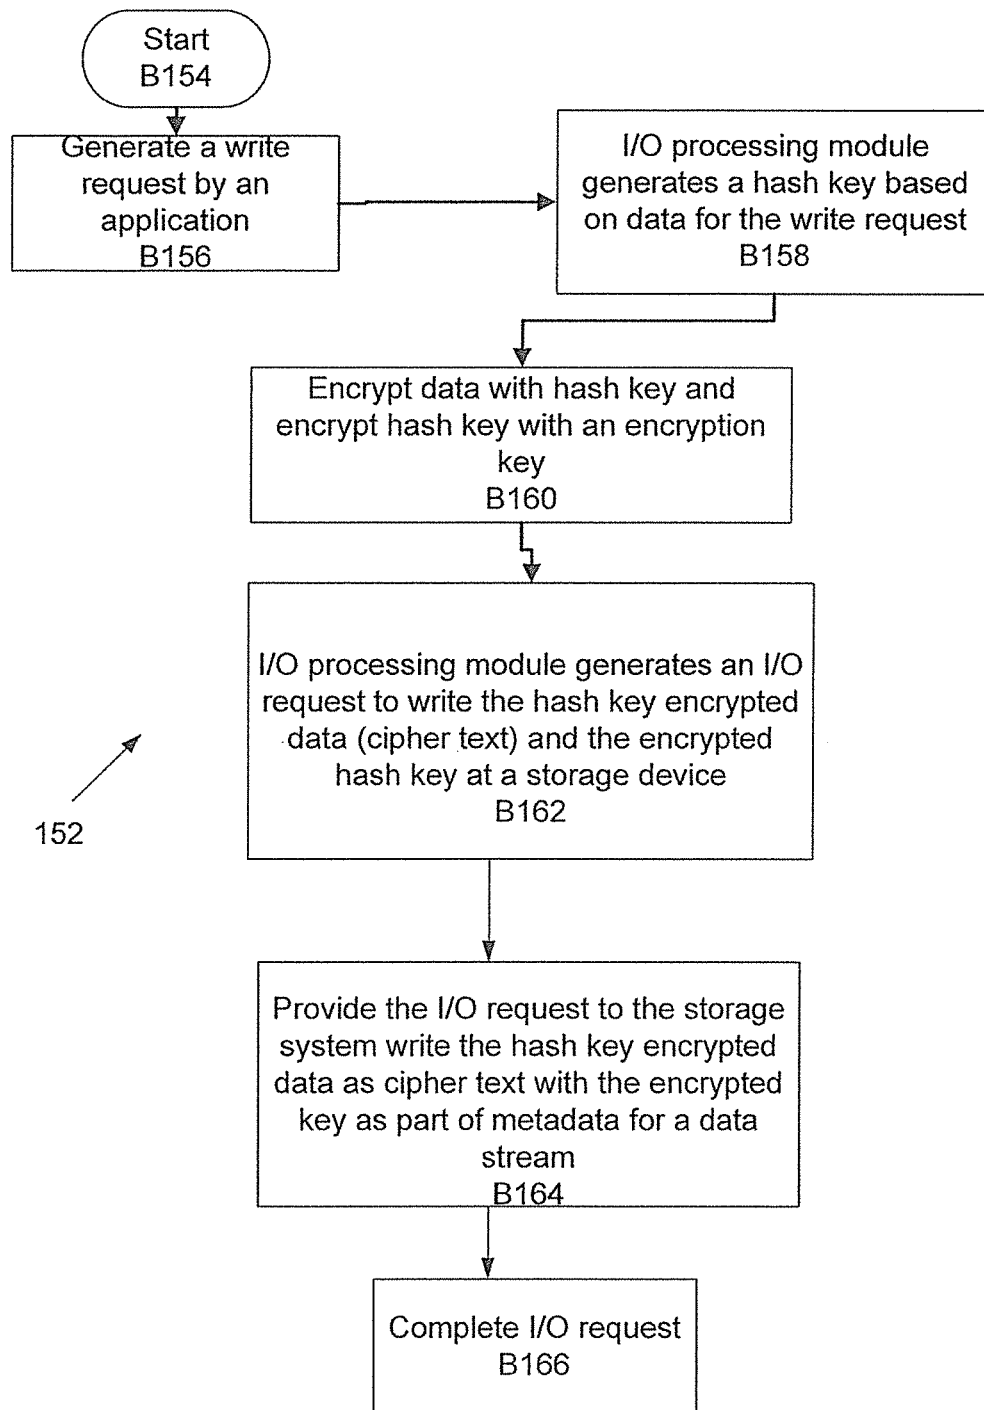 Start
B154
Generate a write
request by an
application
B156
I/O processing module
generates a hash key based
on data for the write request
B158
Encrypt data with hash key and
encrypt hash key with an encryption
key
B160
I/O processing module generates an I/O
request to write the hash key encrypted
data (cipher text) and the encrypted
hash key at a storage device
B162
152
Provide the I/O request to the storage
system write the hash key encrypted
data as cipher text with the encrypted
key as part of metadata for a data
stream
B164
Complete I/O request
B166